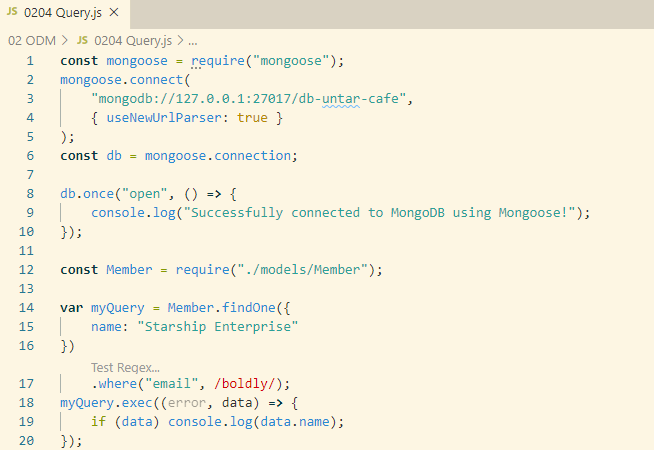 JS 0204 Query.js ×
02 ODM > JS 0204 Query.js > ...
1 const mongoose = require("mongoose");
2 mongoose.connect(
3     "mongodb://127.0.0.1:27017/db-untar-cafe",
4     { useNewUrlParser: true }
5 );
6 const db = mongoose.connection;
7
8 db.once("open", () => {
9     console.log("Successfully connected to MongoDB using Mongoose!");
10 });
11
12 const Member = require("./models/Member");
13
14 var myQuery = Member.findOne({
15     name: "Starship Enterprise"
16 })
Test Regex...
17     .where("email", /boldly/);
18 myQuery.exec((error, data) => {
19     if (data) console.log(data.name);
20 });